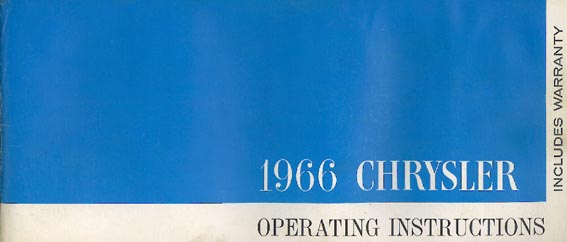 1966 CHRYSLER
OPERATING INSTRUCTIONS
INCLUDES WARRANTY